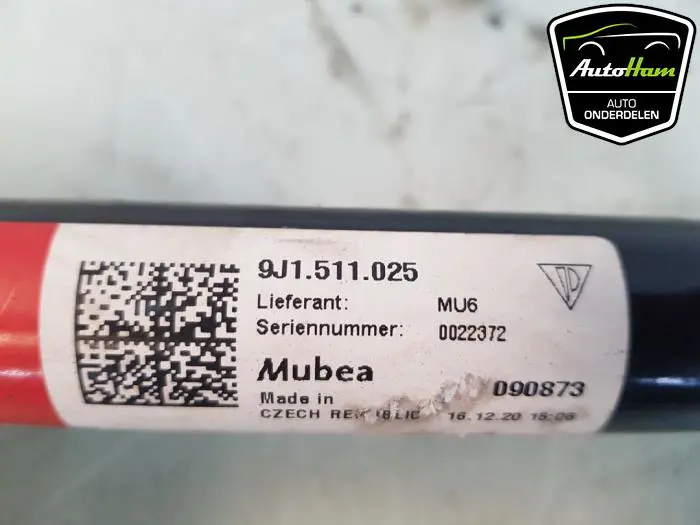 AutoHam
AUTO
ONDERDELEN
9J1.511.025
Lieferant: MU6
Seriennummer: 0022372
Mubea 090873
Made in
CZECH REPUBLIC 16.12.20 15:06